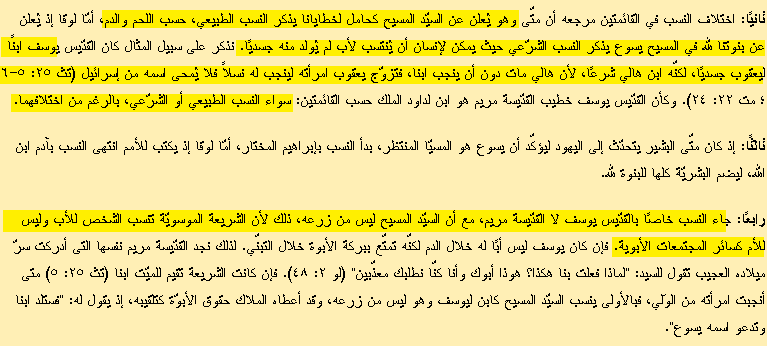 ثانيًا: اختلاف النسب في القائمتين مرجعه أن متّى وهو يُعلن عن السيّد المسيح كحامل لخطايانا يذكر النسب الطبيعي، حسب اللحم والدم، أمّا لوقا إذ يُعلن
عن بنوتنا لله في المسيح يسوع يذكر النسب الشرّعي حيث يمكن لإنسان أن يُنتسب لأب لم يُولد منه جسديًا. نذكر على سبيل المثال كان القدّيس يوسف ابنًا
ليعقوب جسديًا، لكنّه ابن هالي شرعًا، لأن هالي مات دون أن ينجب ابنا، فتزوّج يعقوب امرأته لينجب له نسلاً فلا يُمحى اسمه من إسرائيل (تث ٢٥: ٥-٦
؛ مت ٢٢: ٢٤). وكأن القدّيس يوسف خطيب القدّيسة مريم هو ابن لداود الملك حسب القائمتين: سواء النسب الطبيعي أو الشرّعي، بالرغم من اختلافهما.
ثالثًا: إذ كان متّى البشير يتحدّث إلى اليهود ليؤكّد أن يسوع هو المسيّا المنتظر، بدأ النسب بإبراهيم المختار، أمّا لوقا إذ يكتب للأمم انتهى النسب بآدم ابن
الله، ليضم البشريّة كلها للبنوة لله.
رابعًا: جاء النسب خاصًا بالقدّيس يوسف لا القدّيسة مريم، مع أن السيّد المسيح ليس من زرعه، ذلك لأن الشريعة الموسويّة تنسب الشخص للأب وليس
للأم كسائر المجتمعات الأبوية. فإن كان يوسف ليس أبًا له خلال الدم لكنّه تمتّع ببركة الأبوة خلال التبنّي. لذلك نجد القدّيسة مريم نفسها التى أدركت سرّ
ميلاده العجيب تقول للسيد: "لماذا فعلت بنا هكذا؟ هوذا أبوك وأنا كنّا نطلبك معذّبين" (لو ٢: ٤٨). فإن كانت الشريعة تقيم للميّت ابنا (تث ٢٥: ٥) متى
أنجبت امرأته من الولّي، فبالأولى ينسب السيّد المسيح كابن ليوسف وهو ليس من زرعه، وقد أعطاه الملاك حقوق الأبوّة كتلقيبه، إذ يقول له: "فستلد ابنا
وتدعو اسمه يسوع".